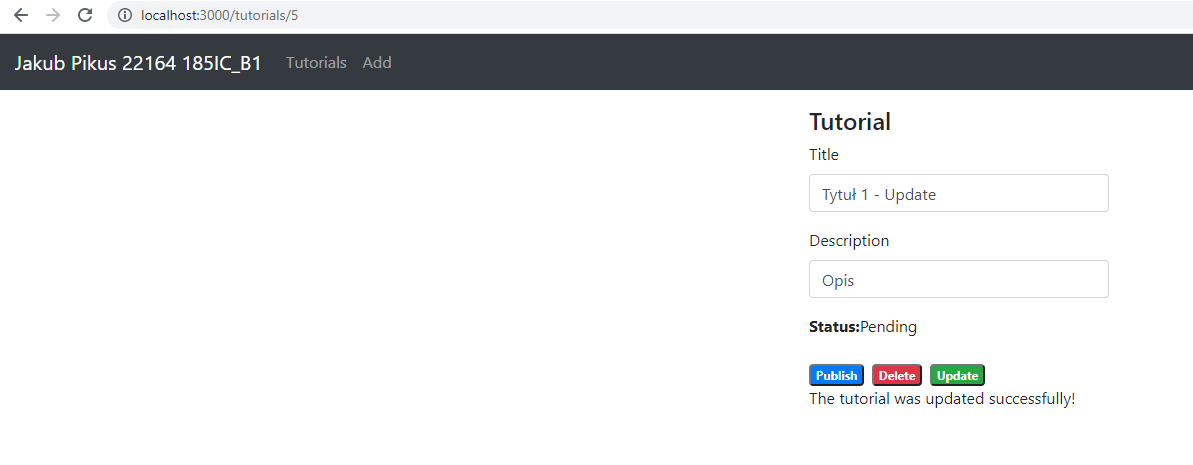 localhost:3000/tutorials/5
Jakub Pikus 22164 185IC_B1 Tutorials Add
Tutorial
Title
Tytuł 1 - Update
Description
Opis
Status:Pending
Publish Delete Update
The tutorial was updated successfully!